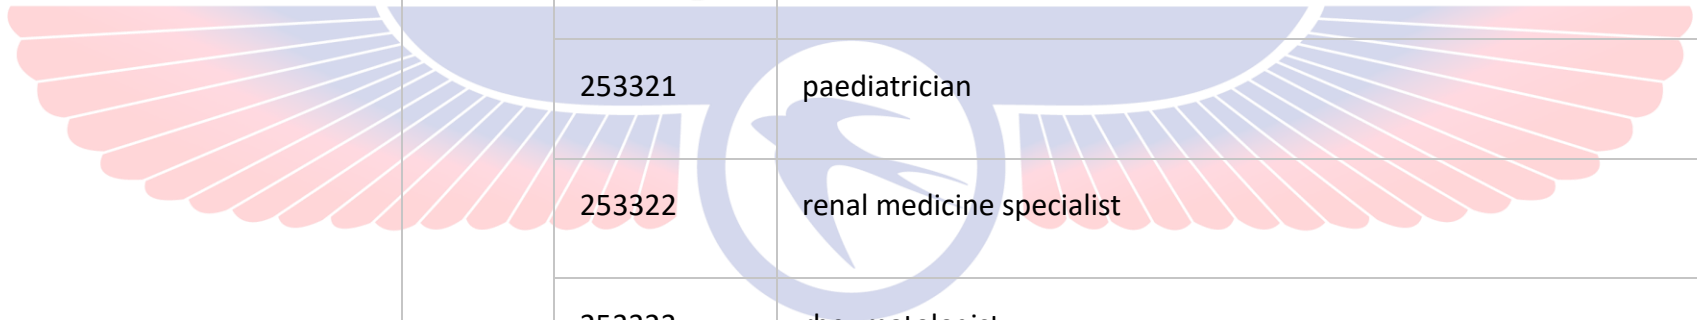 253321 paediatrician
253322 renal medicine specialist